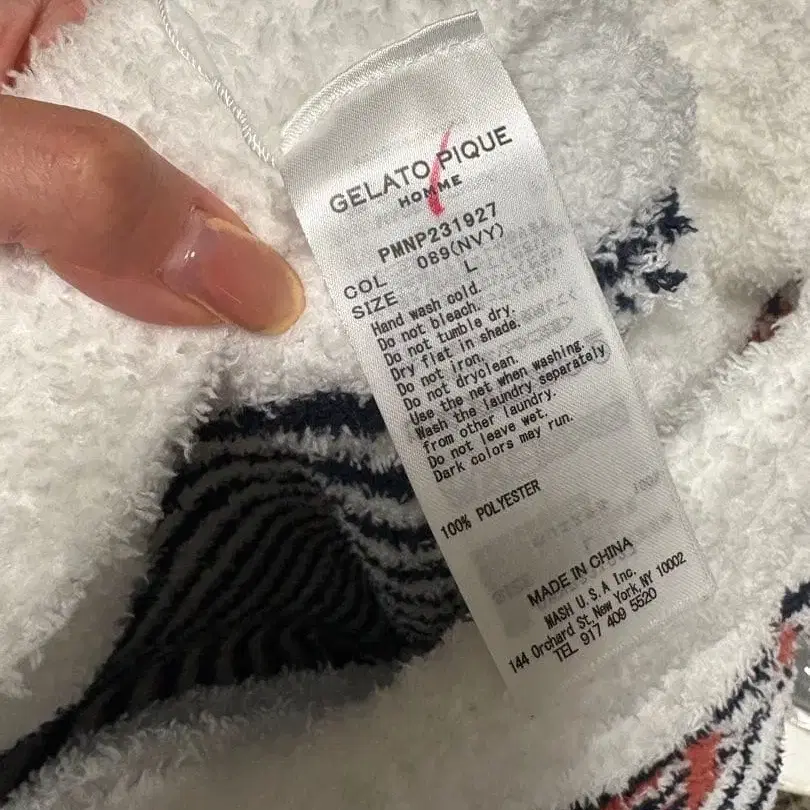 GELATO PIQUE
HOMME
PMNP231927
COL 089(NVY)
SIZE L
Hand wash cold.
Do not bleach.
Do not tumble dry.
Dry flat in shade.
Do not iron.
Do not dryclean.
Use the net when washing.
Wash the laundry separately
from other laundry.
Do not leave wet.
Dark colors may run.
100% POLYESTER
MADE IN CHINA
MASH U.S.A Inc.
144 Orchard St. New York, NY 10002
TEL 917 409 5520